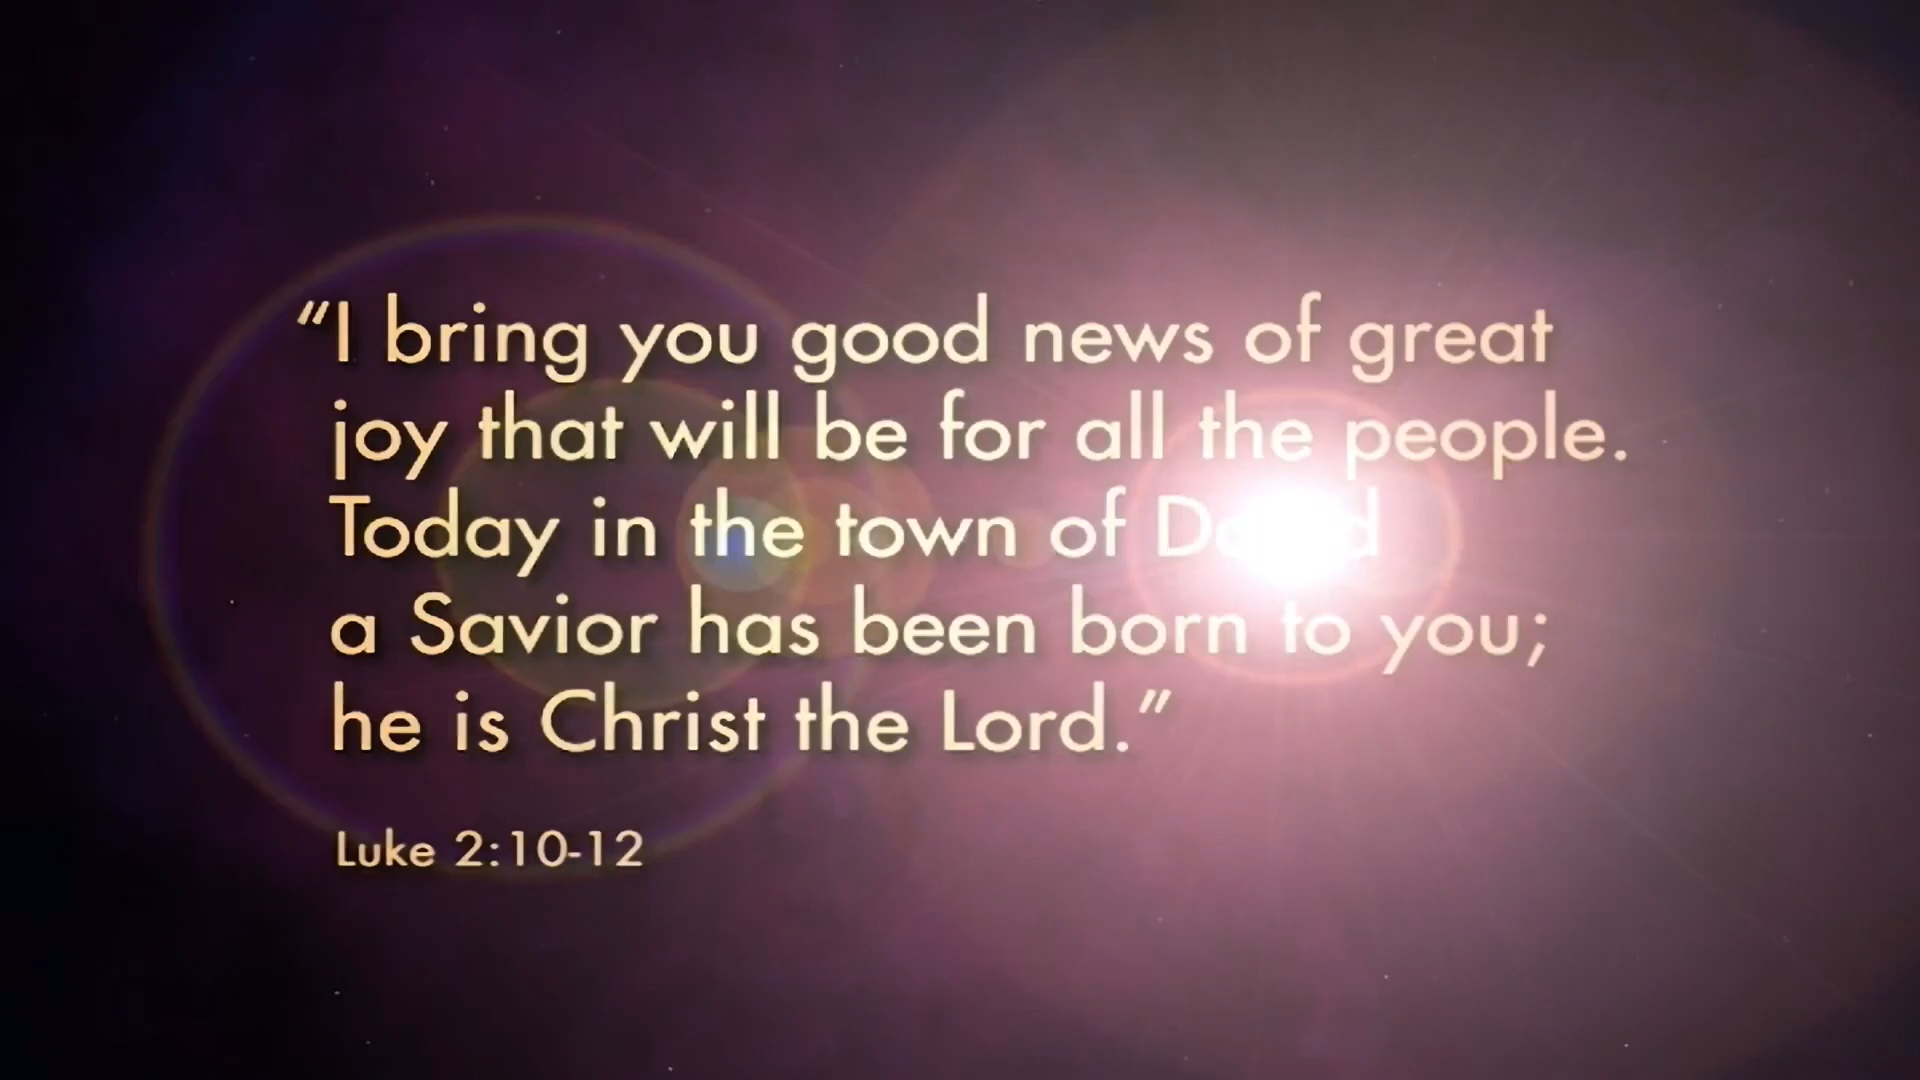 “I bring you good news of great
joy that will be for all the people.
Today in the town of David
a Savior has been born to you;
he is Christ the Lord.”
Luke 2:10-12